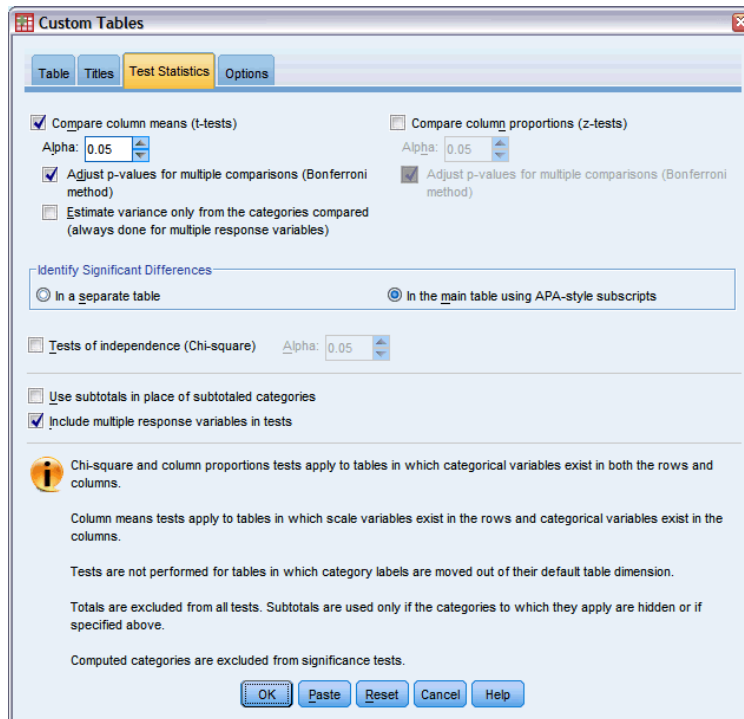 Custom Tables
Table Titles Test Statistics Options
Compare column means (t-tests)
Alpha: 0.05
Adjust p-values for multiple comparisons (Bonferroni
method)
Estimate variance only from the categories compared
(always done for multiple response variables)
Compare column proportions (z-tests)
Alpha: 0.05
Adjust p-values for multiple comparisons (Bonferroni
method)
Identify Significant Differences
In a separate table
In the main table using APA-style subscripts
Tests of independence (Chi-square) Alpha: 0.05
Use subtotals in place of subtotaled categories
Include multiple response variables in tests
Chi-square and column proportions tests apply to tables in which categorical variables exist in both the rows and
columns.
Column means tests apply to tables in which scale variables exist in the rows and categorical variables exist in the
columns.
Tests are not performed for tables in which category labels are moved out of their default table dimension.
Totals are excluded from all tests. Subtotals are used only if the categories to which they apply are hidden or if
specified above.
Computed categories are excluded from significance tests.
OK Paste Reset Cancel Help